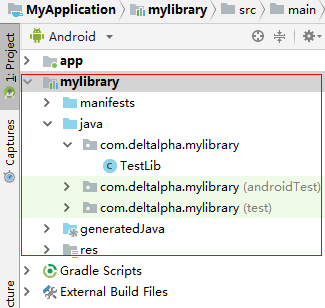 MyApplication mylibrary src main
1: Project
Android
app
mylibrary
manifests
java
com.deltalpha.mylibrary
TestLib
com.deltalpha.mylibrary (androidTest)
com.deltalpha.mylibrary (test)
generatedJava
res
Gradle Scripts
External Build Files
Captures
cture